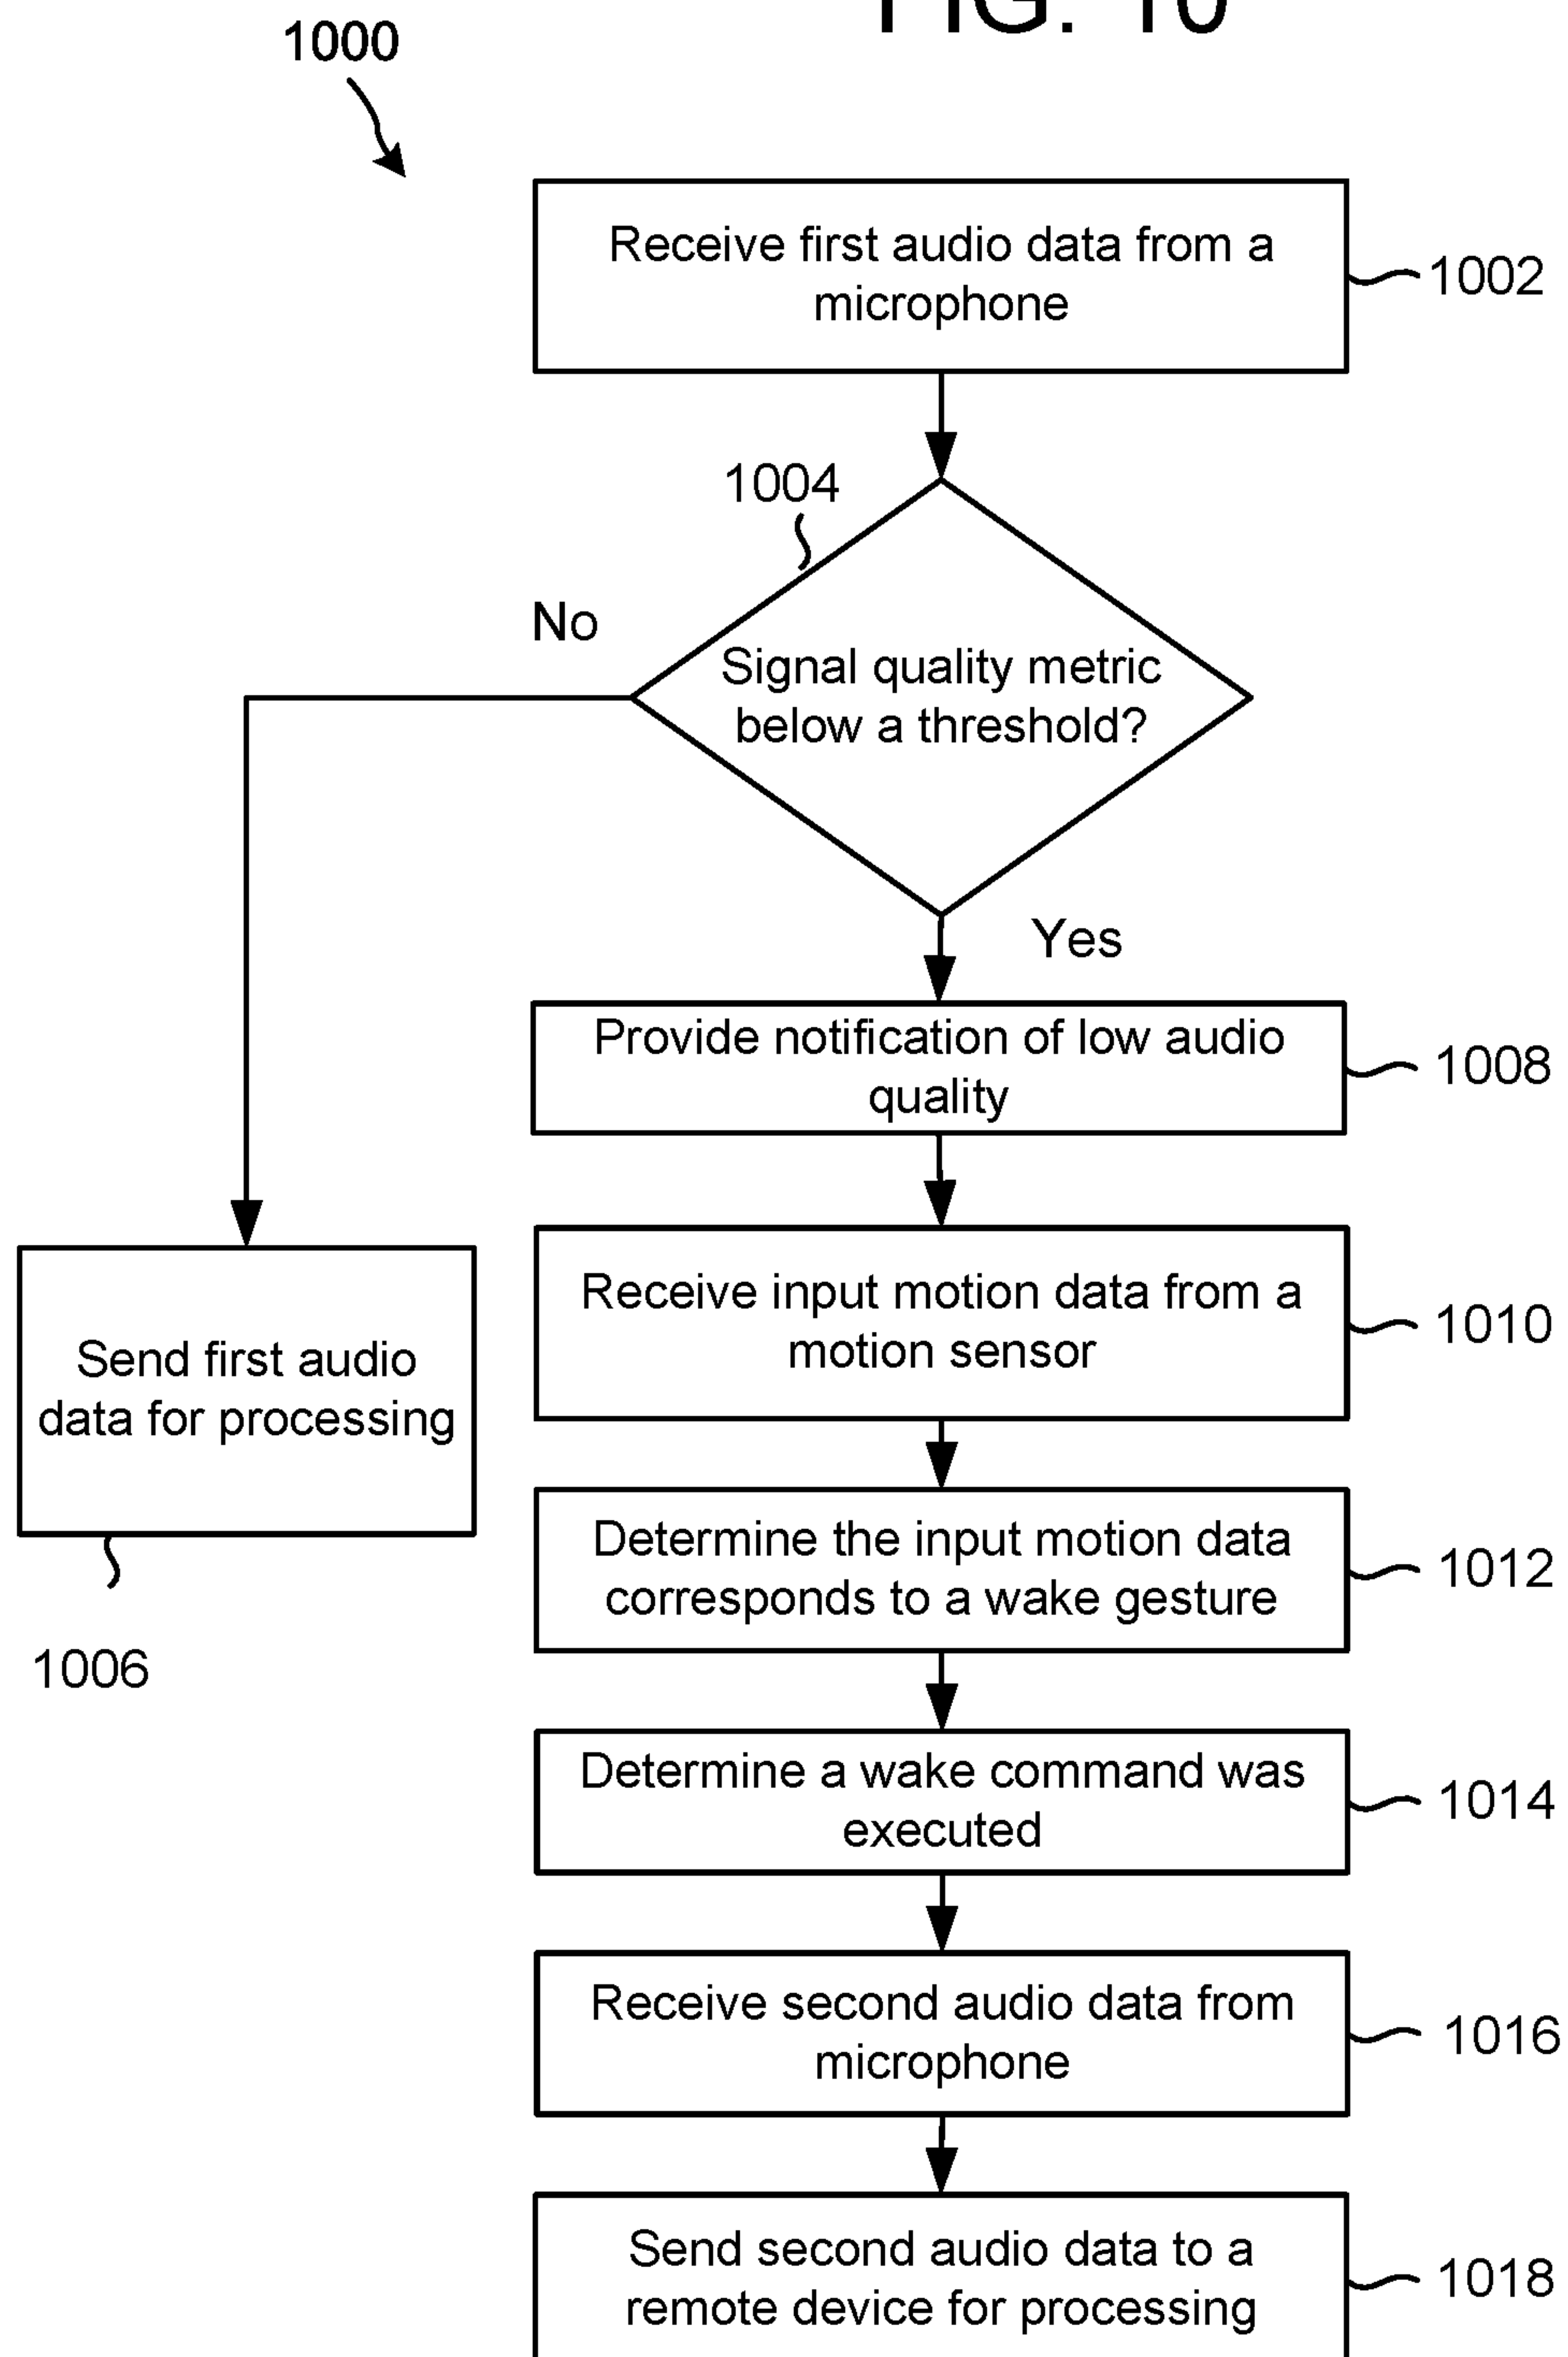 FIG. 10
1000
Receive first audio data from a
microphone
1002
1004
No
Signal quality metric
below a threshold?
Yes
Provide notification of low audio
quality
1008
Receive input motion data from a
motion sensor
1010
Send first audio
data for processing
1006
Determine the input motion data
corresponds to a wake gesture
1012
Determine a wake command was
executed
1014
Receive second audio data from
microphone
1016
Send second audio data to a
remote device for processing
1018